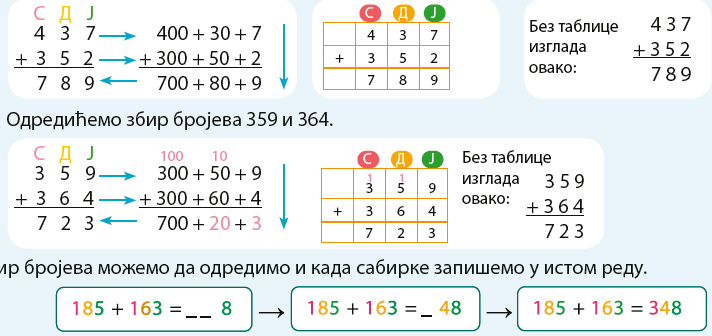 С Д Ј
4 3 7 → 400 + 30 + 7
+ 3 5 2 → + 300 + 50 + 2
7 8 9 ← 700 + 80 + 9
С Д Ј
4 3 7
+ 3 5 2
7 8 9
Без таблице
изглада
овако:
4 3 7
+ 3 5 2
7 8 9
Одредићемо збир бројева 359 и 364.
С Д Ј
100 10
3 5 9 → 300 + 50 + 9
+ 3 6 4 → + 300 + 60 + 4
7 2 3 ← 700 + 20 + 3
С Д Ј
1 1
3 5 9
+ 3 6 4
7 2 3
Без таблице
изглада
овако:
3 5 9
+ 3 6 4
7 2 3
ир бројева можемо да одредимо и када сабирке запишемо у истом реду.
185 + 163 = _ _ 8 → 185 + 163 = _ 48 → 185 + 163 = 348